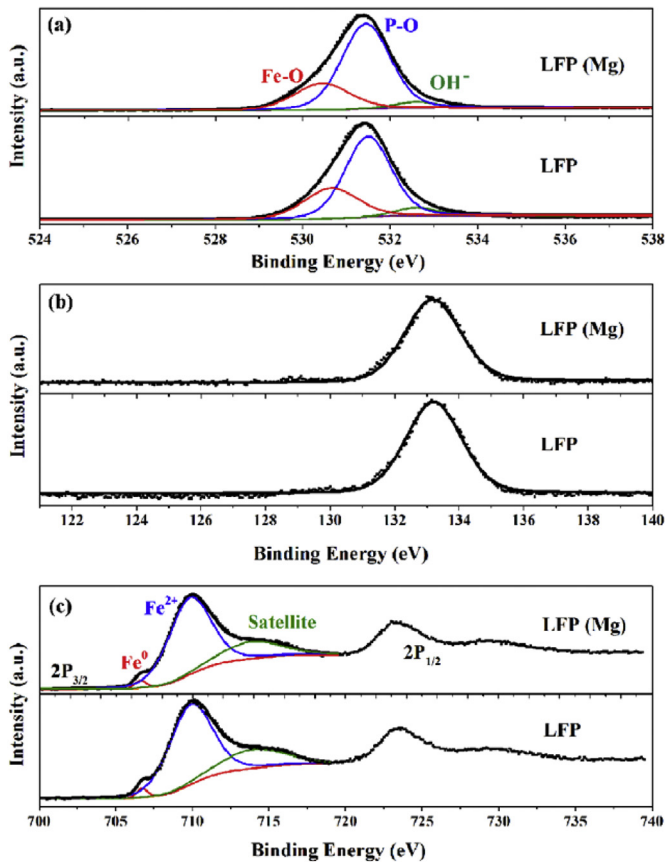 (a)
P-O
Fe-O
LFP (Mg)
OH⁻
LFP
Intensity (a.u.)
524 526 528 530 532 534 536 538
Binding Energy (eV)
(b)
LFP (Mg)
LFP
Intensity (a.u.)
122 124 126 128 130 132 134 136 138 140
Binding Energy (eV)
(c)
Fe²⁺
Satellite
LFP (Mg)
Fe⁰
2P₃/₂
2P₁/₂
LFP
Intensity (a.u.)
700 705 710 715 720 725 730 735 740
Binding Energy (eV)